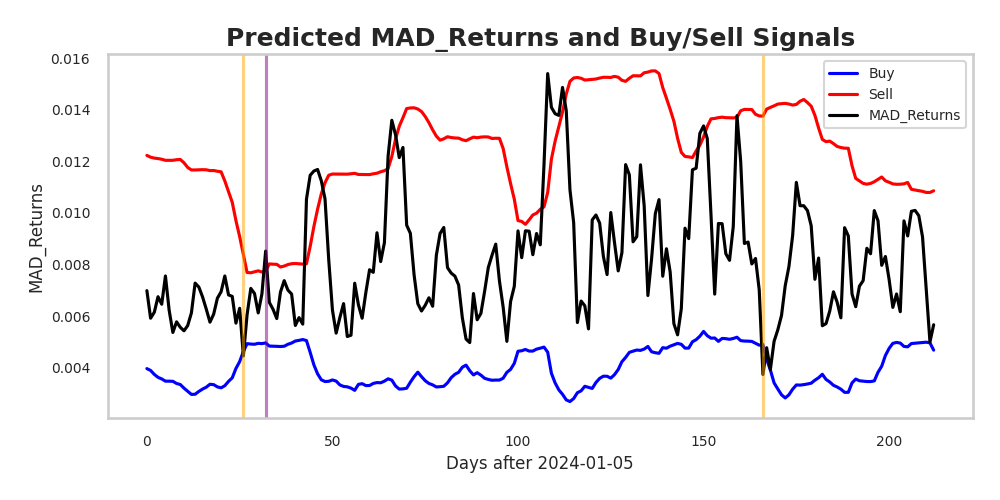 Predicted MAD_Returns and Buy/Sell Signals
MAD_Returns
0.016
0.014
0.012
0.010
0.008
0.006
0.004
Buy
Sell
MAD_Returns
0 50 100 150 200
Days after 2024-01-05